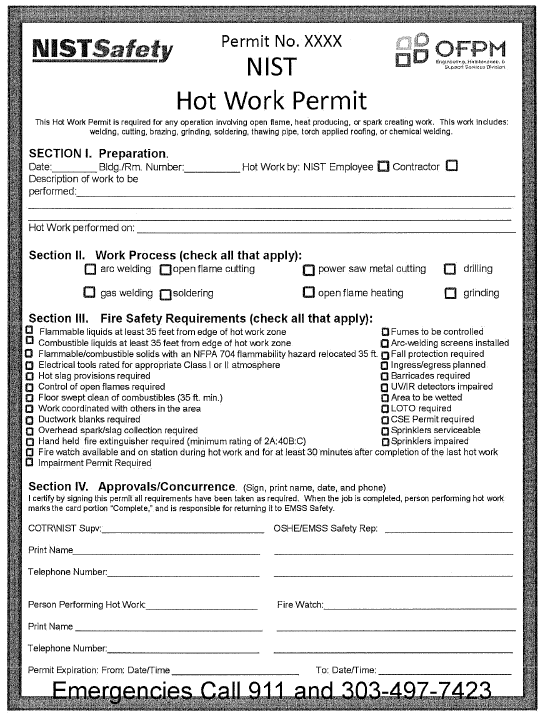 NISTSafety
Permit No. XXXX
OFPM
Engineering, Maintenance, &
Support Services Division
NIST
Hot Work Permit
This Hot Work Permit is required for any operation involving open flame, heat producing, or spark creating work. This work includes:
welding, cutting, brazing, grinding, soldering, thawing pipe, torch applied roofing, or chemical welding.
SECTION I. Preparation.
Date:________ Bldg./Rm. Number:__________ Hot Work by: NIST Employee Contractor
Description of work to be
performed:
Hot Work performed on:
Section II. Work Process (check all that apply):
arc welding open flame cutting power saw metal cutting drilling
gas welding soldering open flame heating grinding
Section III. Fire Safety Requirements (check all that apply):
Flammable liquids at least 35 feet from edge of hot work zone
Combustible liquids at least 35 feet from edge of hot work zone
Flammable/combustible solids with an NFPA 704 flammability hazard relocated 35 ft.
Electrical tools rated for appropriate Class I or II atmosphere
Hot slag provisions required
Control of open flames required
Floor swept clean of combustibles (35 ft. min.)
Work coordinated with others in the area
Ductwork blanks required
Overhead spark/slag collection required
Hand held fire extinguisher required (minimum rating of 2A:40B:C)
Fire watch available and on station during hot work and for at least 30 minutes after completion of the last hot work
Impairment Permit Required
Fumes to be controlled
Arc-welding screens installed
Fall protection required
Ingress/egress planned
Barricades required
UV/IR detectors impaired
Area to be wetted
LOTO required
CSE Permit required
Sprinklers serviceable
Sprinklers impaired
Section IV. Approvals/Concurrence. (Sign, print name, date, and phone)
I certify by signing this permit all requirements have been taken as required. When the job is completed, person performing hot work
marks the card portion "Complete," and is responsible for returning it to EMSS Safety.
COTR\NIST Supv: OSHE/EMSS Safety Rep:
Print Name
Telephone Number:
Person Performing Hot Work: Fire Watch:
Print Name
Telephone Number:
Permit Expiration: From: Date/Time To: Date/Time:
Emergencies Call 911 and 303-497-7423